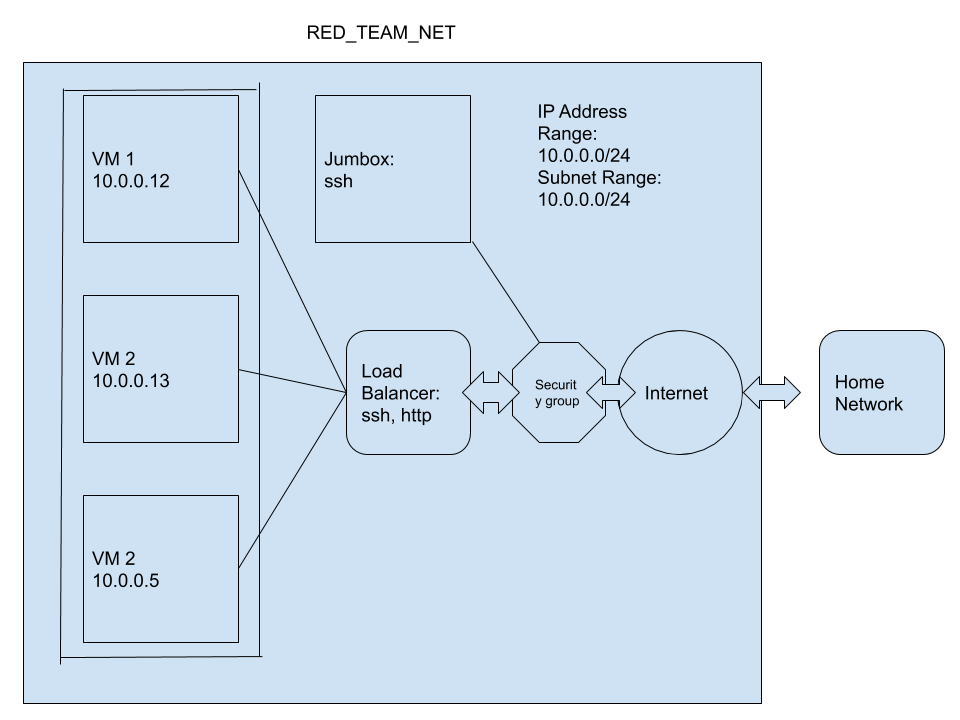 RED_TEAM_NET
VM 1
10.0.0.12
Jumbox:
ssh
IP Address
Range:
10.0.0.0/24
Subnet Range:
10.0.0.0/24
VM 2
10.0.0.13
Load
Balancer:
ssh, http
Securit
y group
Internet
Home
Network
VM 2
10.0.0.5